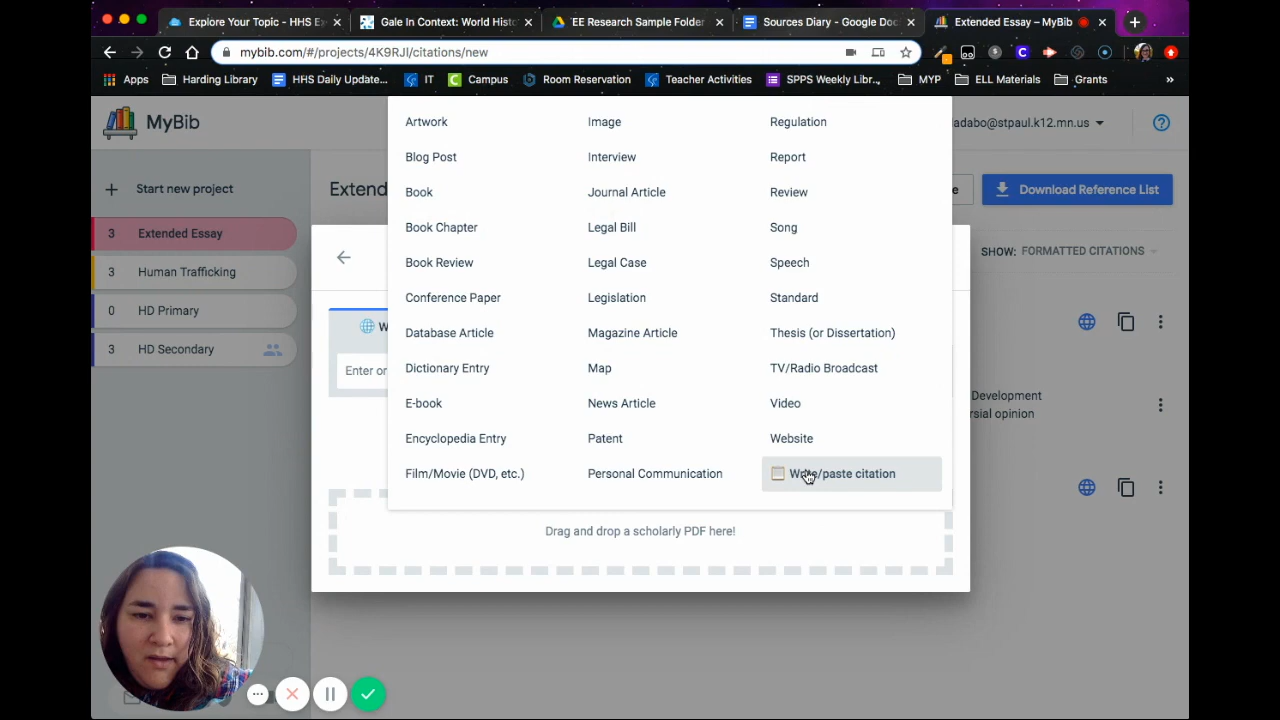 Explore Your Topic - HHS Ex
Gale In Context: World Histo
EE Research Sample Folder
Sources Diary - Google Doc
Extended Essay – MyBib
mybib.com/#/projects/4K9RJl/citations/new
Apps
Harding Library
HHS Daily Update...
IT
Campus
Room Reservation
Teacher Activities
SPPS Weekly Libr...
MYP
ELL Materials
Grants
»
MyBib
adabo@stpaul.k12.mn.us
Start new project
Extend
e
Download Reference List
3 Extended Essay
3 Human Trafficking
0 HD Primary
3 HD Secondary
SHOW: FORMATTED CITATIONS
Artwork Image Regulation
Blog Post Interview Report
Book Journal Article Review
Book Chapter Legal Bill Song
Book Review Legal Case Speech
Conference Paper Legislation Standard
Database Article Magazine Article Thesis (or Dissertation)
Dictionary Entry Map TV/Radio Broadcast
E-book News Article Video
Encyclopedia Entry Patent Website
Film/Movie (DVD, etc.) Personal Communication Write/paste citation
W
Enter or
Development
rsial opinion
Drag and drop a scholarly PDF here!